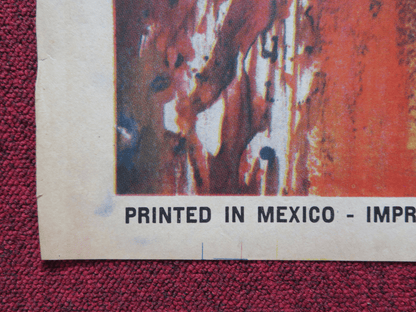 PRINTED IN MEXICO - IMPR